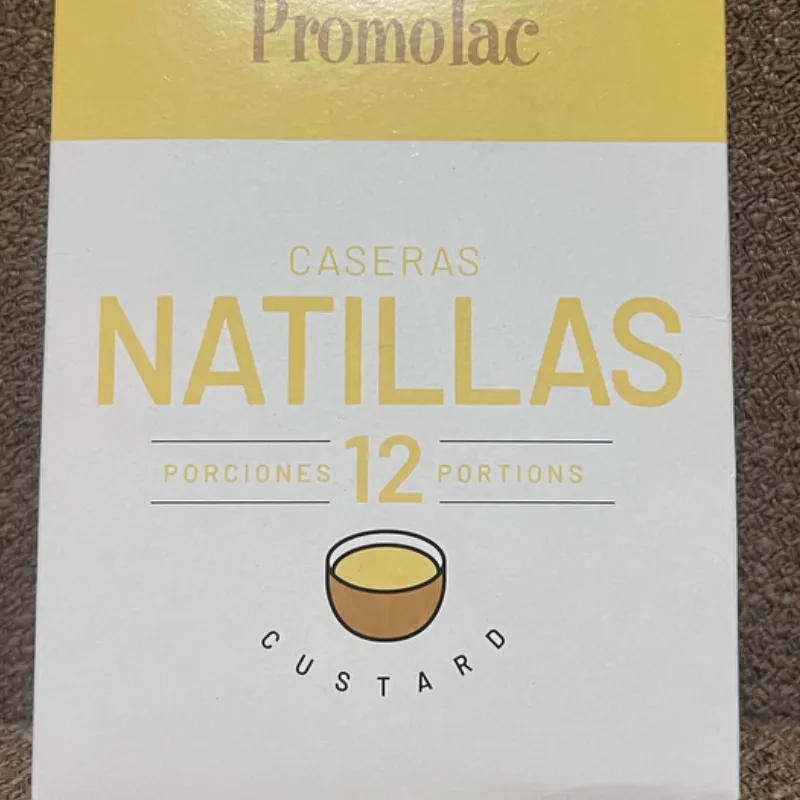 Promolac
CASERAS
NATILLAS
PORCIONES 12 PORTIONS
CUSTARD